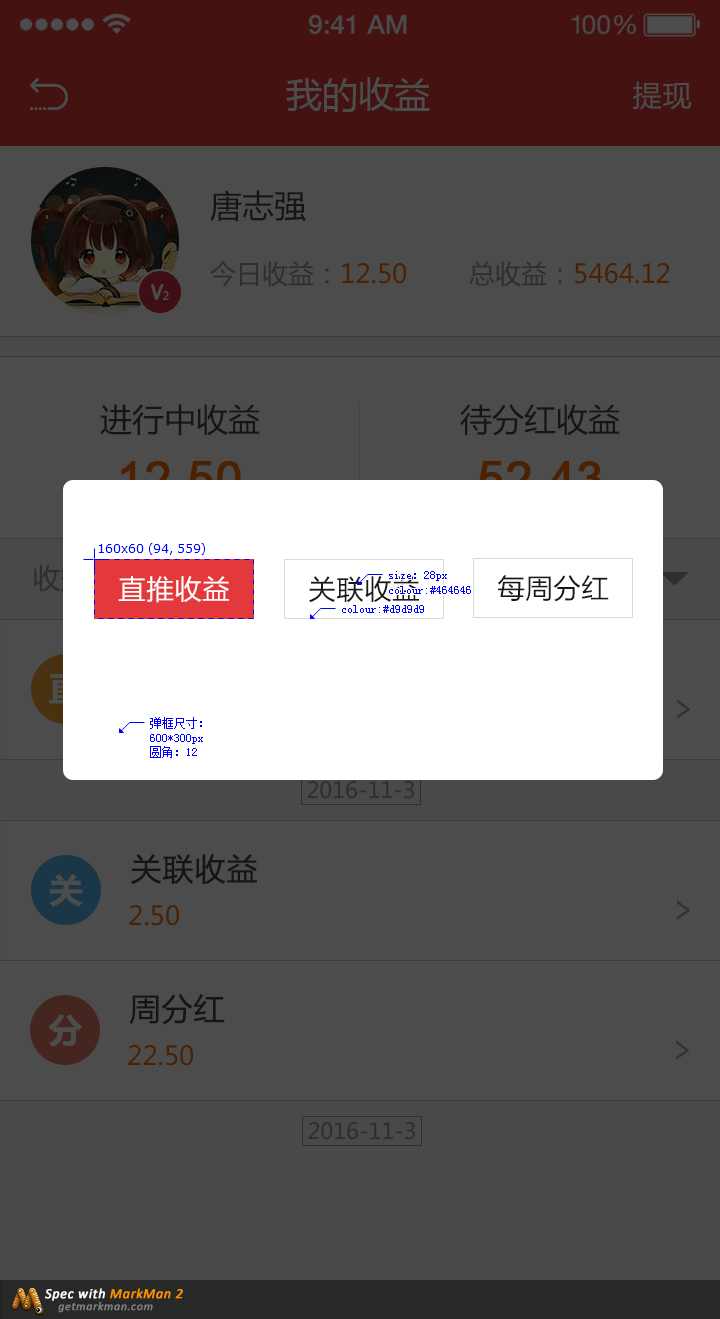 9:41 AM
100%
我的收益
提现
唐志强
今日收益：12.50
总收益：5464.12
V2
进行中收益
待分红收益
12.50
52.43
160x60 (94, 559)
收
直推收益
关联收益
每周分红
size: 28px
colour:#464646
colour:#d9d9d9
直
弹框尺寸:
600*300px
圆角: 12
2016-11-3
关
关联收益
2.50
分
周分红
22.50
2016-11-3
Spec with MarkMan 2
getmarkman.com